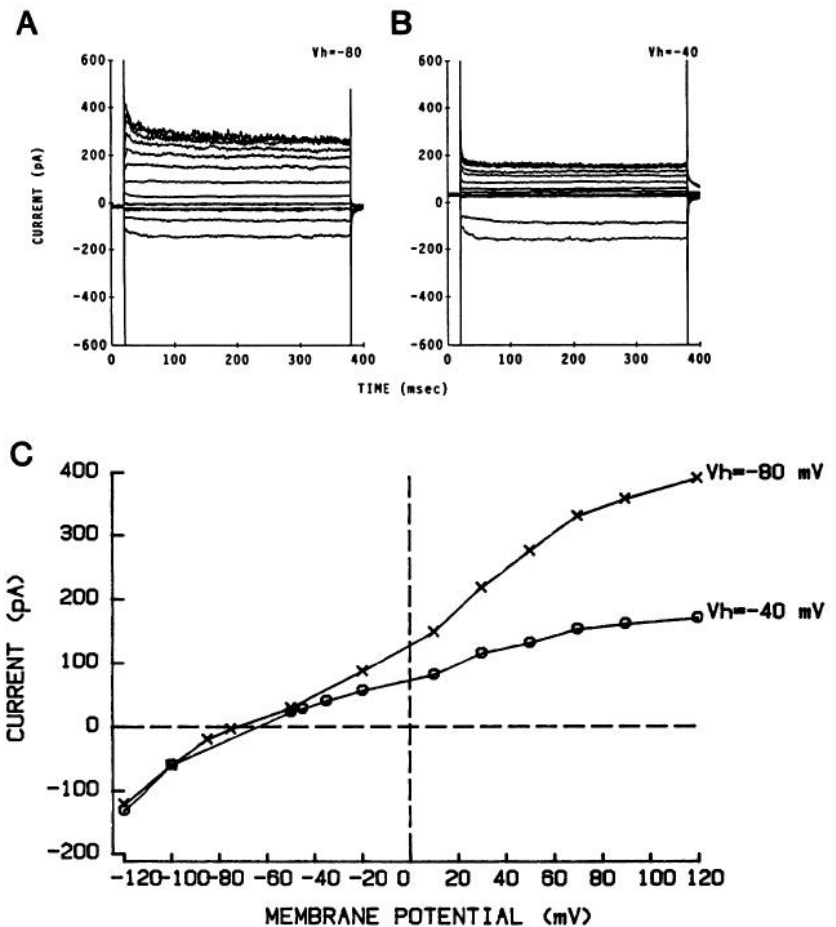 A
B
Vh=-80
Vh=-40
600
400
200
0
-200
-400
-600
CURRENT (pA)
0 100 200 300 400
600
400
200
0
-200
-400
-600
0 100 200 300 400
TIME (msec)
C
400
300
200
100
0
-100
-200
CURRENT (pA)
Vh=-80 mV
Vh=-40 mV
-120-100-80 -60 -40 -20 0 20 40 60 80 100 120
MEMBRANE POTENTIAL (mV)